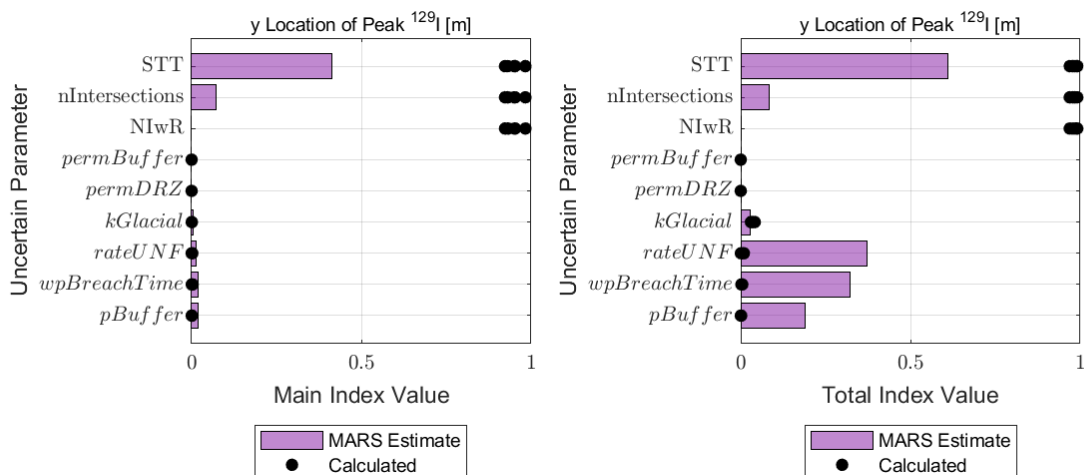 y Location of Peak ¹²⁹I [m]
Uncertain Parameter
STT
nIntersections
NIwR
permBuffer
permDRZ
kGlacial
rateUNF
wpBreachTime
pBuffer
0
0.5
1
Main Index Value
MARS Estimate
Calculated
y Location of Peak ¹²⁹I [m]
Uncertain Parameter
STT
nIntersections
NIwR
permBuffer
permDRZ
kGlacial
rateUNF
wpBreachTime
pBuffer
0
0.5
1
Total Index Value
MARS Estimate
Calculated